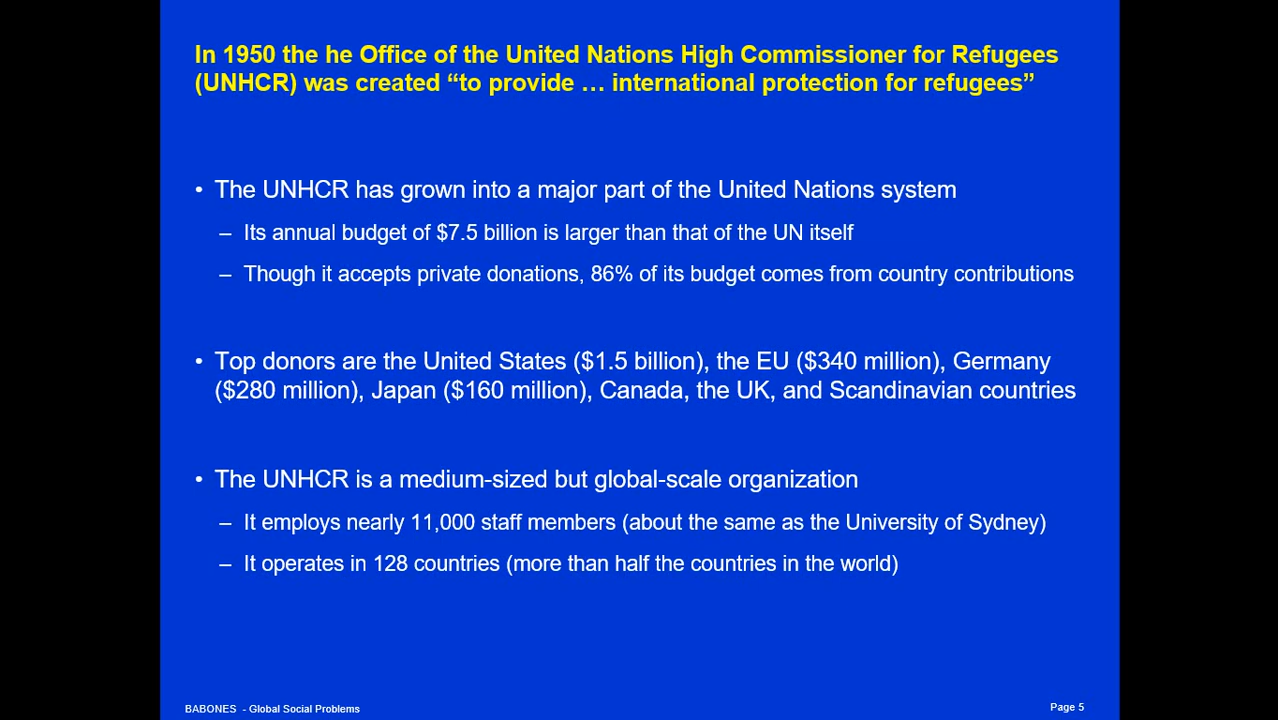 In 1950 the he Office of the United Nations High Commissioner for Refugees
(UNHCR) was created “to provide … international protection for refugees”
• The UNHCR has grown into a major part of the United Nations system
– Its annual budget of $7.5 billion is larger than that of the UN itself
– Though it accepts private donations, 86% of its budget comes from country contributions
• Top donors are the United States ($1.5 billion), the EU ($340 million), Germany
($280 million), Japan ($160 million), Canada, the UK, and Scandinavian countries
• The UNHCR is a medium-sized but global-scale organization
– It employs nearly 11,000 staff members (about the same as the University of Sydney)
– It operates in 128 countries (more than half the countries in the world)
BABONES - Global Social Problems
Page 5